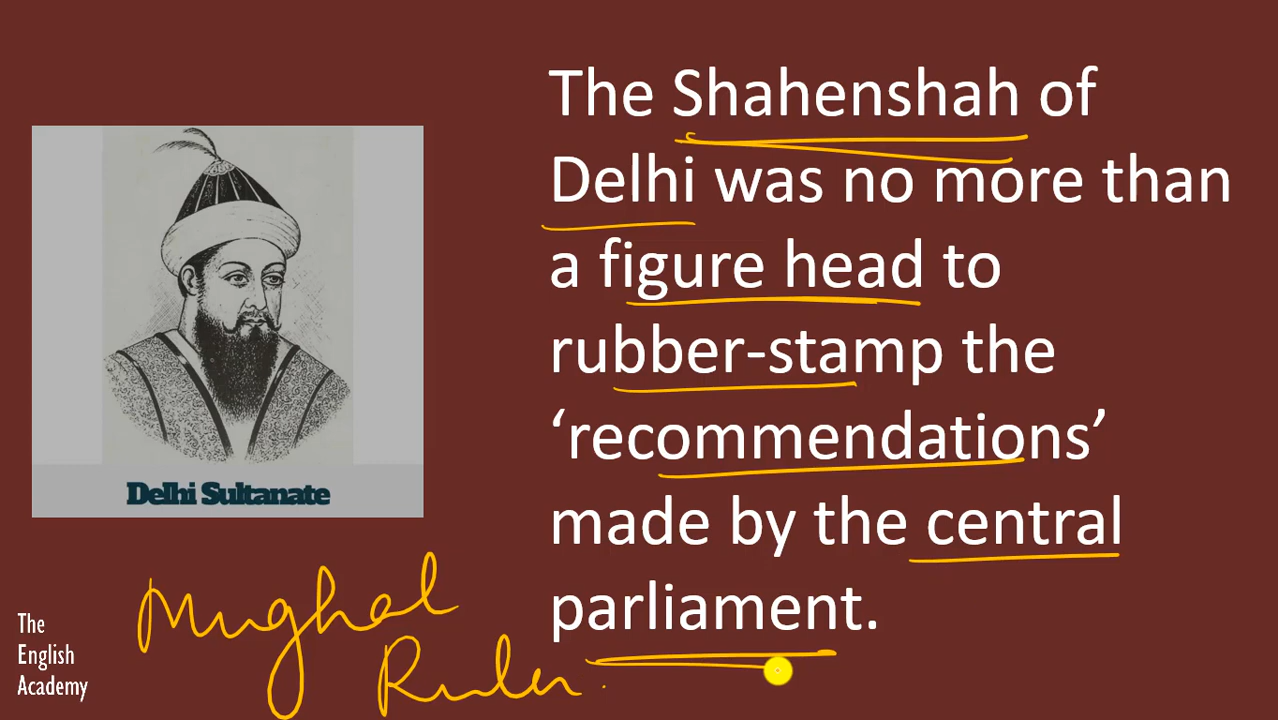 The Shahenshah of
Delhi was no more than
a figure head to
rubber-stamp the
‘recommendations’
made by the central
parliament.
Delhi Sultanate
Mughal
Ruler.
The
English
Academy